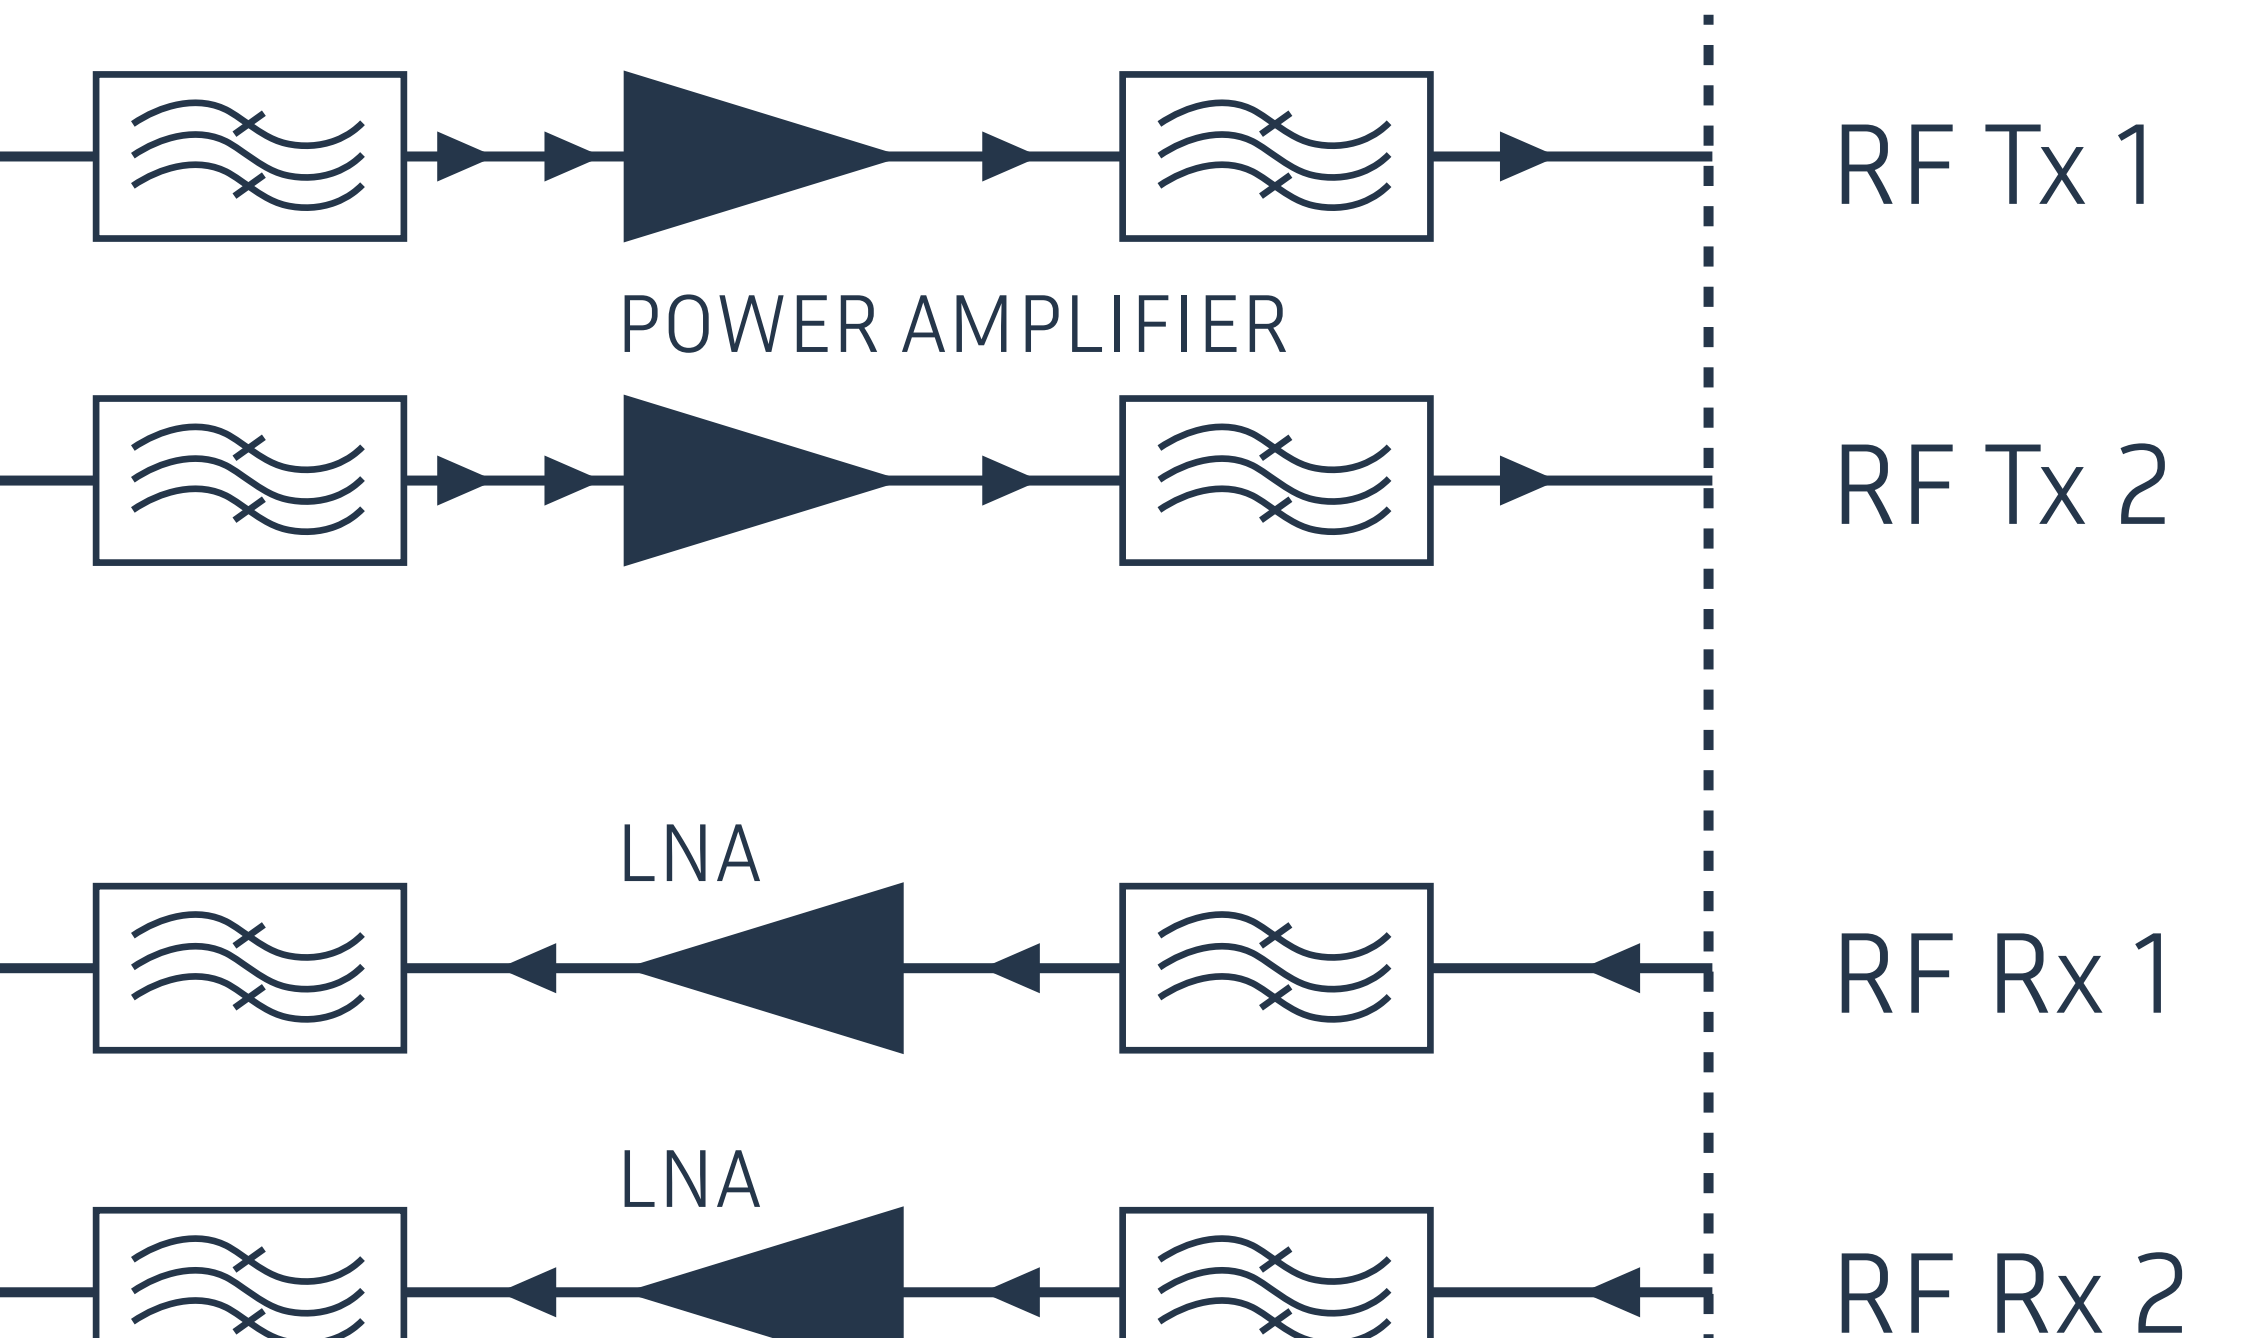 RF Tx 1
POWER AMPLIFIER
RF Tx 2
LNA
RF Rx 1
LNA
RF Rx 2